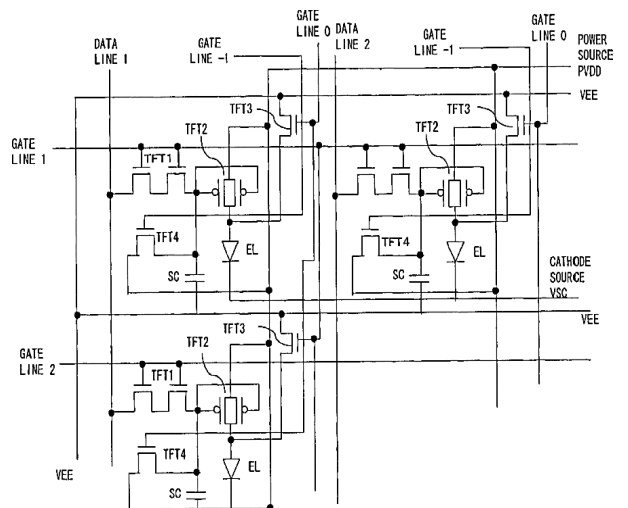 DATA
LINE 1
GATE
LINE -1
GATE
LINE 0
DATA
LINE 2
GATE
LINE -1
GATE
LINE 0
POWER
SOURCE
PVDD
VEE
TFT3
TFT3
GATE
LINE 1
TFT1
TFT2
TFT2
TFT4
EL
SC
TFT4
EL
SC
CATHODE
SOURCE
VSC
VEE
TFT3
GATE
LINE 2
TFT1
TFT2
TFT4
EL
SC
VEE